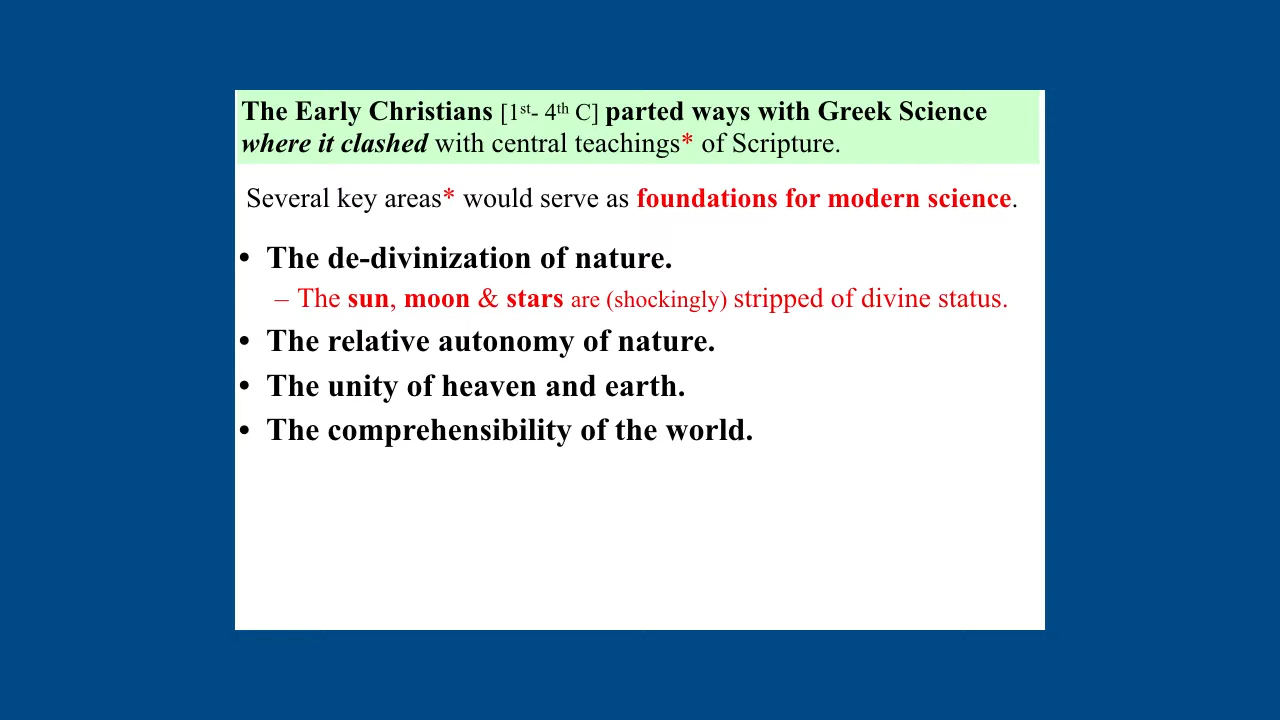 The Early Christians [1st- 4th C] parted ways with Greek Science
where it clashed with central teachings* of Scripture.
Several key areas* would serve as foundations for modern science.
• The de-divinization of nature.
– The sun, moon & stars are (shockingly) stripped of divine status.
• The relative autonomy of nature.
• The unity of heaven and earth.
• The comprehensibility of the world.